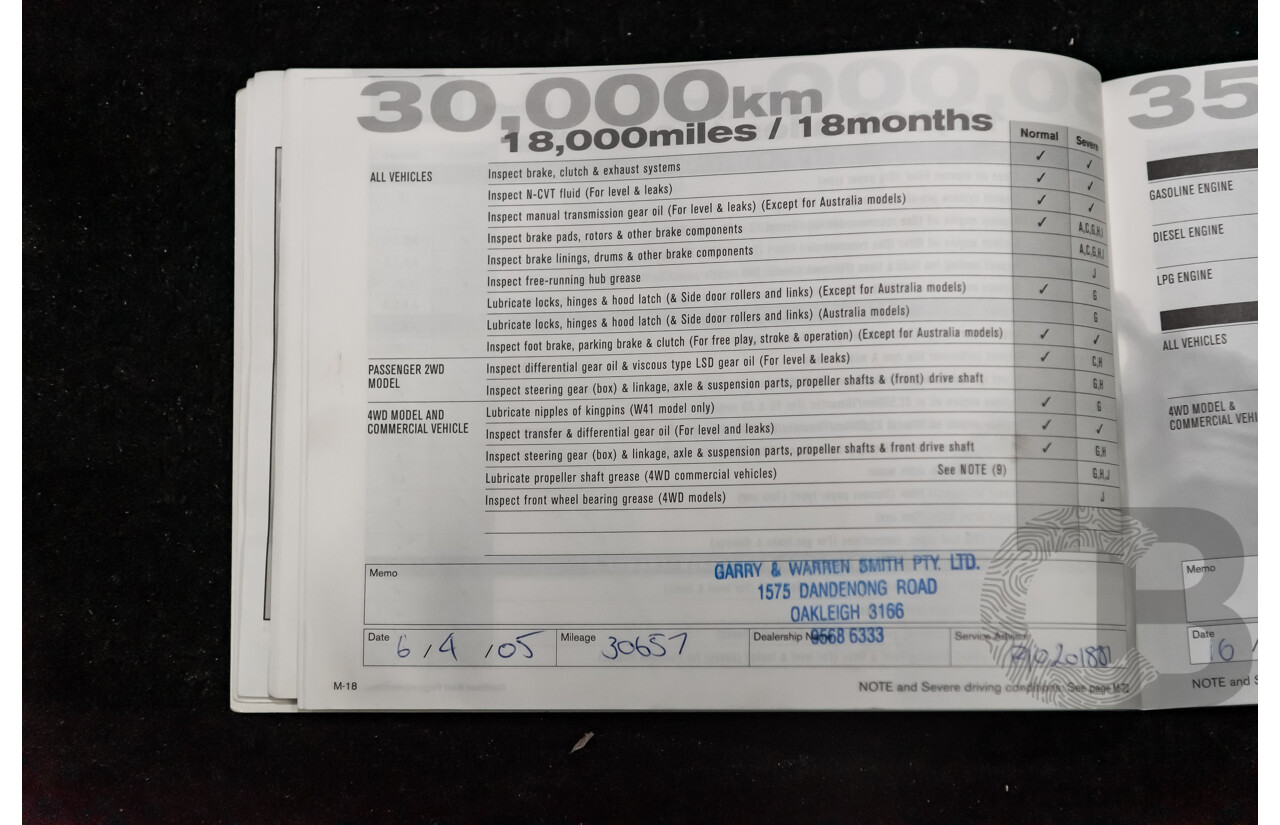 30,000km
18,000miles / 18months
Normal Severe
ALL VEHICLES
Inspect brake, clutch & exhaust systems ✓ ✓
Inspect N-CVT fluid (For level & leaks) ✓ ✓
Inspect manual transmission gear oil (For level & leaks) (Except for Australia models) ✓ ✓
Inspect brake pads, rotors & other brake components ✓ A,C,G,H,J
Inspect brake linings, drums & other brake components A,C,G,H,J
Inspect free-running hub grease J
Lubricate locks, hinges & hood latch (& Side door rollers and links) (Except for Australia models) ✓ G
Lubricate locks, hinges & hood latch (& Side door rollers and links) (Australia models) G
Inspect foot brake, parking brake & clutch (For free play, stroke & operation) (Except for Australia models) ✓ ✓
PASSENGER 2WD
MODEL
Inspect differential gear oil & viscous type LSD gear oil (For level & leaks) ✓ C,H
Inspect steering gear (box) & linkage, axle & suspension parts, propeller shafts & (front) drive shaft G,H
4WD MODEL AND
COMMERCIAL VEHICLE
Lubricate nipples of kingpins (W41 model only) ✓ G
Inspect transfer & differential gear oil (For level and leaks) ✓ ✓
Inspect steering gear (box) & linkage, axle & suspension parts, propeller shafts & front drive shaft ✓ G,H
Lubricate propeller shaft grease (4WD commercial vehicles) See NOTE (9) G,H,J
Inspect front wheel bearing grease (4WD models) J
Memo
GARRY & WARREN SMITH PTY. LTD.
1575 DANDENONG ROAD
OAKLEIGH 3166
9568 6333
Date 6/4/05 Mileage 30657 Dealership Service
M-18
NOTE and Severe driving conditions: See page
35
GASOLINE ENGINE
DIESEL ENGINE
LPG ENGINE
ALL VEHICLES
4WD MODEL &
COMMERCIAL VEHI
Memo
Date 6/
NOTE and S